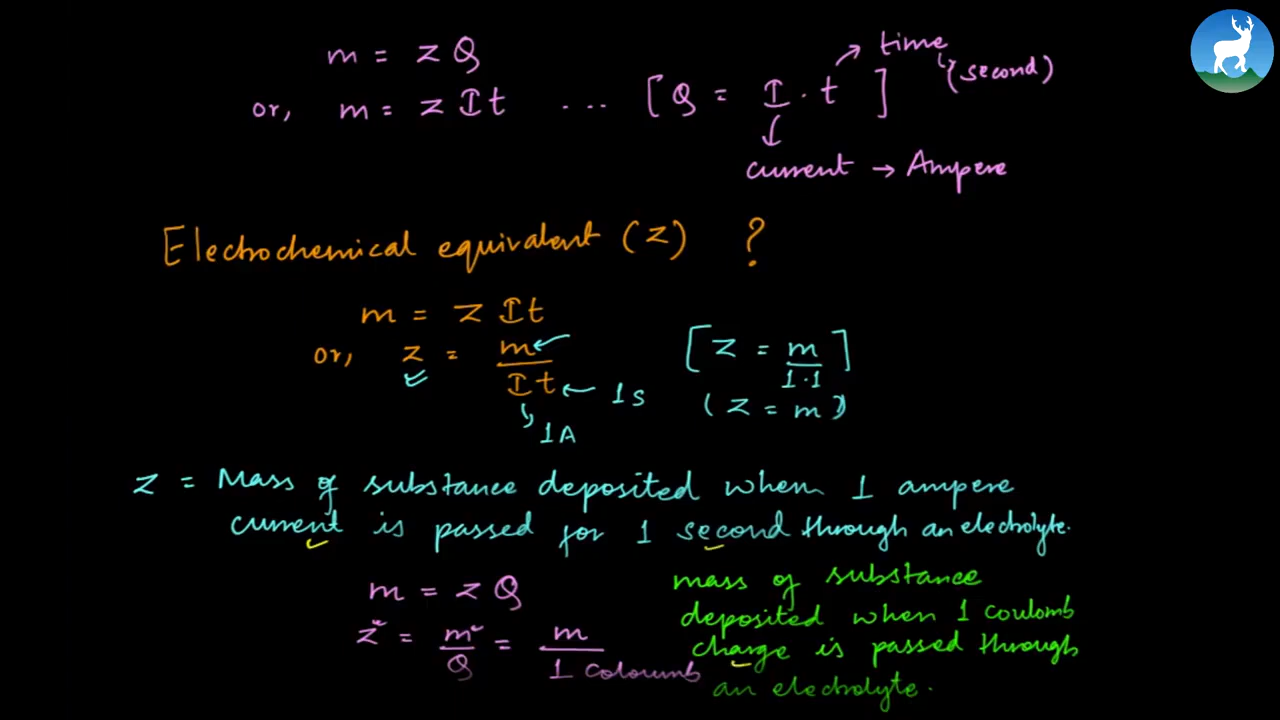 m = z Q
or, m = z I t ... [ Q = I . t ] → time
(second)
current → Ampere
Electrochemical equivalent (z) ?
m = z I t
or, z = m / I t ← 1 s [ z = m / 1 . 1 ]
1A ( z = m )
z = Mass of substance deposited when 1 ampere
current is passed for 1 second through an electrolyte.
m = z Q
z = m / Q = m / 1 coloumb
mass of substance
deposited when 1 coulomb
charge is passed through
an electrolyte.